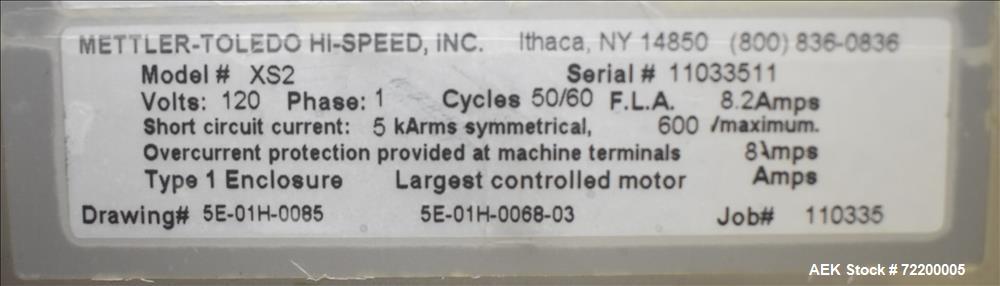 METTLER-TOLEDO HI-SPEED, INC. Ithaca, NY 14850 (800) 836-0836
Model # XS2 Serial # 11033511
Volts: 120 Phase: 1 Cycles 50/60 F.L.A. 8.2Amps
Short circuit current: 5 kArms symmetrical, 600 /maximum.
Overcurrent protection provided at machine terminals
Type 1 Enclosure Largest controlled motor Amps
Drawing# 5E-01H-0085 5E-01H-0068-03 Job# 110335
AEK Stock # 72200005